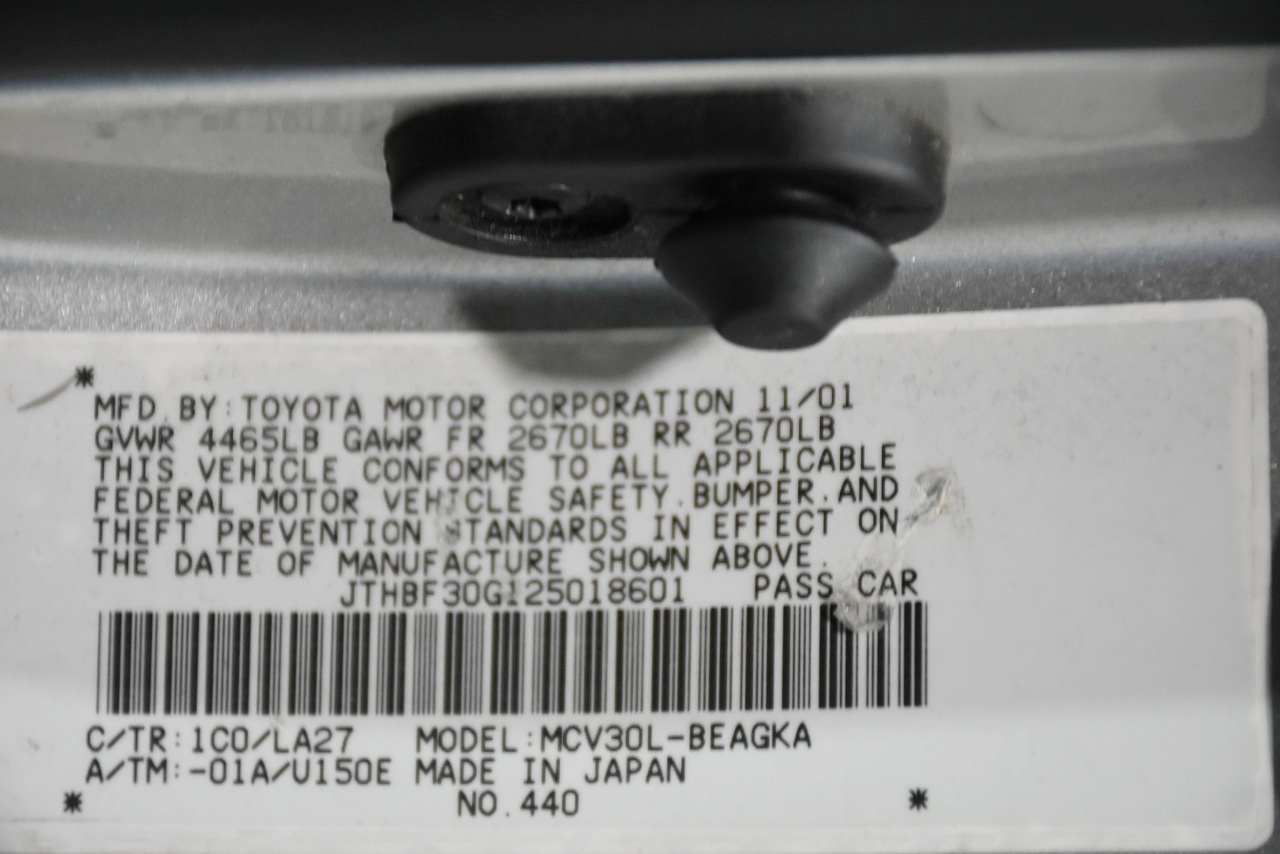 MFD.BY:TOYOTA MOTOR CORPORATION 11/01
GVWR 4465LB GAWR FR 2670LB RR 2670LB
THIS VEHICLE CONFORMS TO ALL APPLICABLE
FEDERAL MOTOR VEHICLE SAFETY.BUMPER.AND
THEFT PREVENTION STANDARDS IN EFFECT ON
THE DATE OF MANUFACTURE SHOWN ABOVE.
JTHBF30G125018601 PASS CAR
C/TR:1C0/LA27 MODEL:MCV30L-BEAGKA
A/TM:-01A/U150E MADE IN JAPAN
NO.440